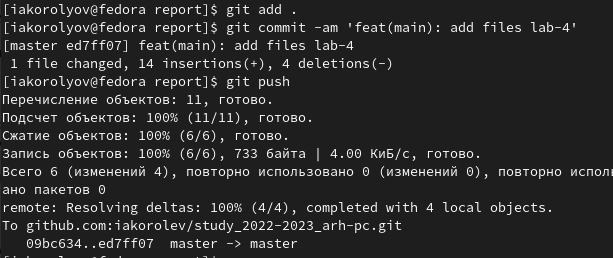 [iakorolyov@fedora report]$ git add .
[iakorolyov@fedora report]$ git commit -am 'feat(main): add files lab-4'
[master ed7ff07] feat(main): add files lab-4
 1 file changed, 14 insertions(+), 4 deletions(-)
[iakorolyov@fedora report]$ git push
Перечисление объектов: 11, готово.
Подсчет объектов: 100% (11/11), готово.
Сжатие объектов: 100% (6/6), готово.
Запись объектов: 100% (6/6), 733 байта | 4.00 КиБ/с, готово.
Всего 6 (изменений 4), повторно использовано 0 (изменений 0), повторно исполь
ано пакетов 0
remote: Resolving deltas: 100% (4/4), completed with 4 local objects.
To github.com:iakorolev/study_2022-2023_arh-pc.git
   09bc634..ed7ff07  master -> master